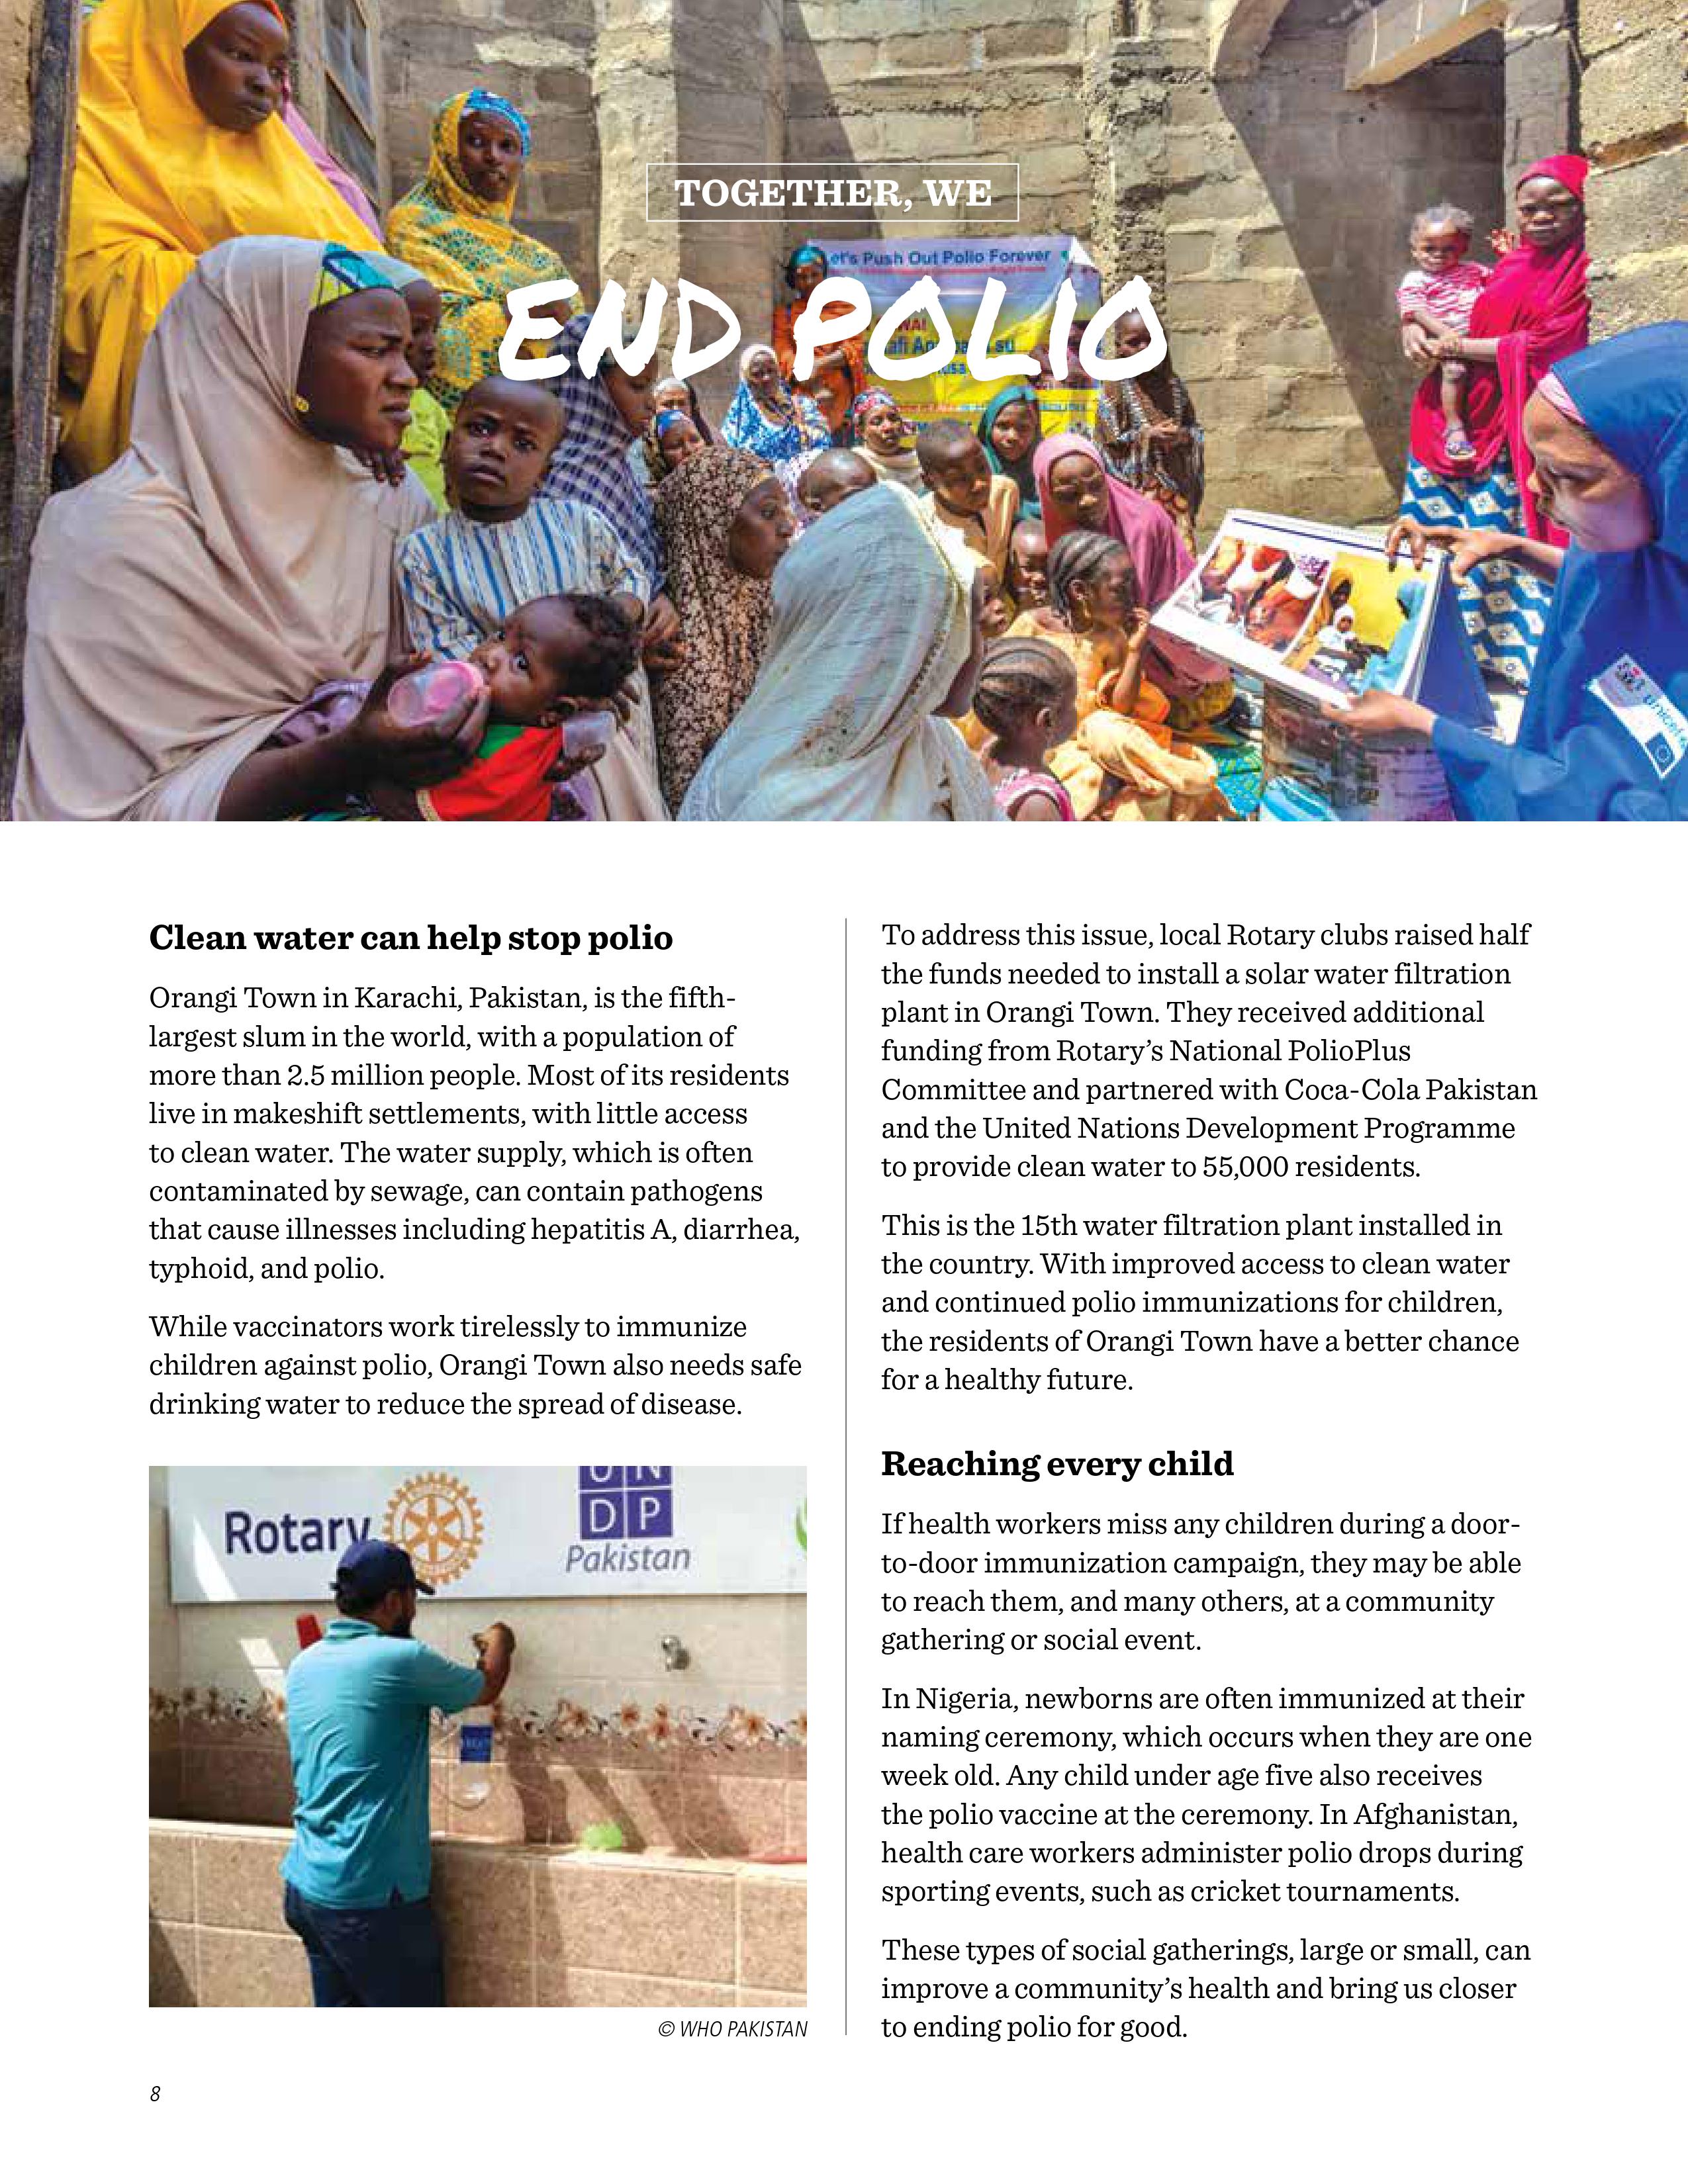 TOGETHER, WE
END POLIO
et's Push Out Polio Forever
unicef
Clean water can help stop polio
Orangi Town in Karachi, Pakistan, is the fifth-
largest slum in the world, with a population of
more than 2.5 million people. Most of its residents
live in makeshift settlements, with little access
to clean water. The water supply, which is often
contaminated by sewage, can contain pathogens
that cause illnesses including hepatitis A, diarrhea,
typhoid, and polio.
While vaccinators work tirelessly to immunize
children against polio, Orangi Town also needs safe
drinking water to reduce the spread of disease.
Rotary
UN
DP
Pakistan
© WHO PAKISTAN
To address this issue, local Rotary clubs raised half
the funds needed to install a solar water filtration
plant in Orangi Town. They received additional
funding from Rotary’s National PolioPlus
Committee and partnered with Coca-Cola Pakistan
and the United Nations Development Programme
to provide clean water to 55,000 residents.
This is the 15th water filtration plant installed in
the country. With improved access to clean water
and continued polio immunizations for children,
the residents of Orangi Town have a better chance
for a healthy future.
Reaching every child
If health workers miss any children during a door-
to-door immunization campaign, they may be able
to reach them, and many others, at a community
gathering or social event.
In Nigeria, newborns are often immunized at their
naming ceremony, which occurs when they are one
week old. Any child under age five also receives
the polio vaccine at the ceremony. In Afghanistan,
health care workers administer polio drops during
sporting events, such as cricket tournaments.
These types of social gatherings, large or small, can
improve a community’s health and bring us closer
to ending polio for good.
8